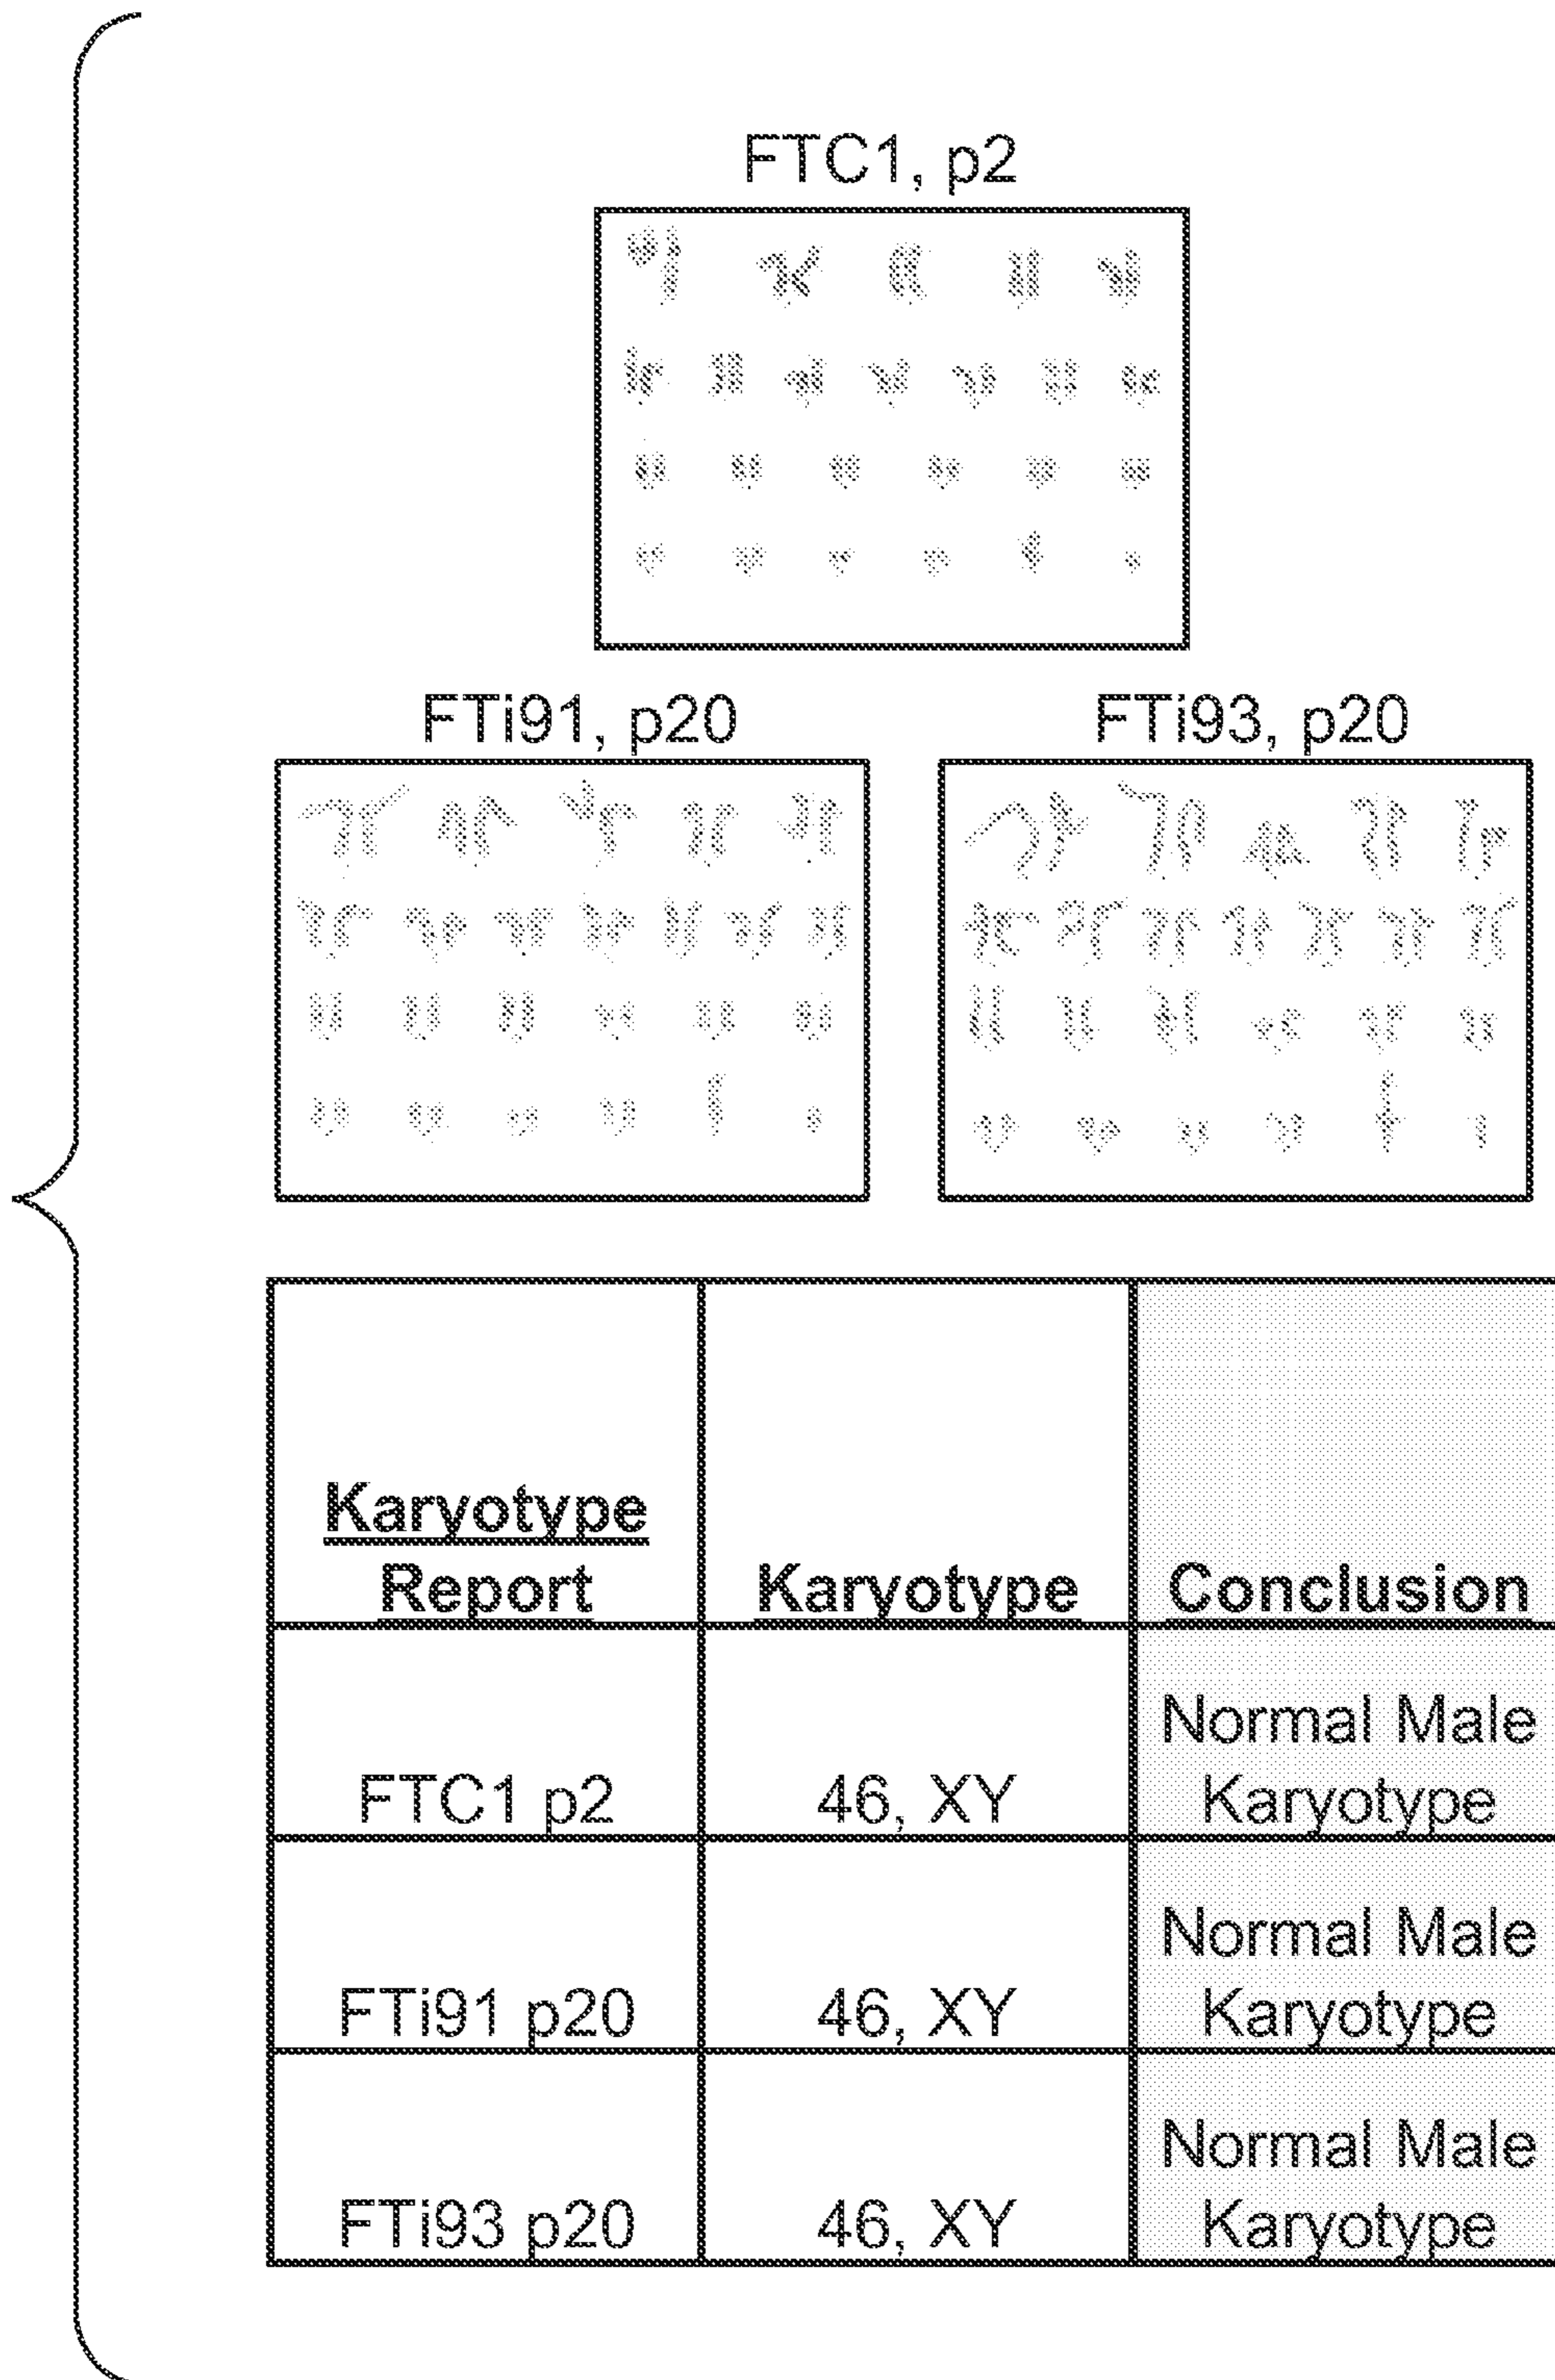 FTC1, p2
FTi91, p20
FTi93, p20
Karyotype
Report
Karyotype
Conclusion
FTC1 p2
46, XY
Normal Male
Karyotype
FTi91 p20
46, XY
Normal Male
Karyotype
FTi93 p20
46, XY
Normal Male
Karyotype